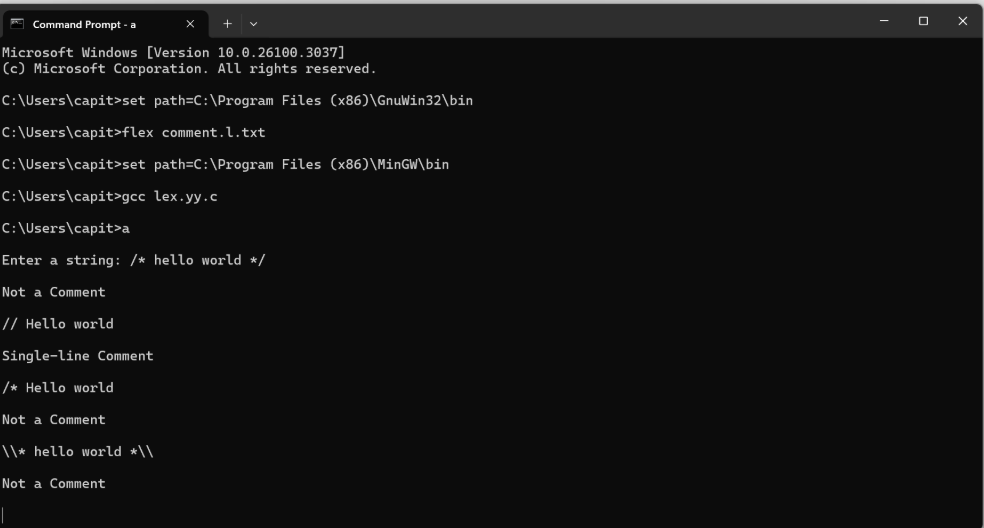 Command Prompt - a
Microsoft Windows [Version 10.0.26100.3037]
(c) Microsoft Corporation. All rights reserved.
C:\Users\capit>set path=C:\Program Files (x86)\GnuWin32\bin
C:\Users\capit>flex comment.l.txt
C:\Users\capit>set path=C:\Program Files (x86)\MinGW\bin
C:\Users\capit>gcc lex.yy.c
C:\Users\capit>a
Enter a string: /* hello world */
Not a Comment
// Hello world
Single-line Comment
/* Hello world
Not a Comment
\\* hello world *\\
Not a Comment